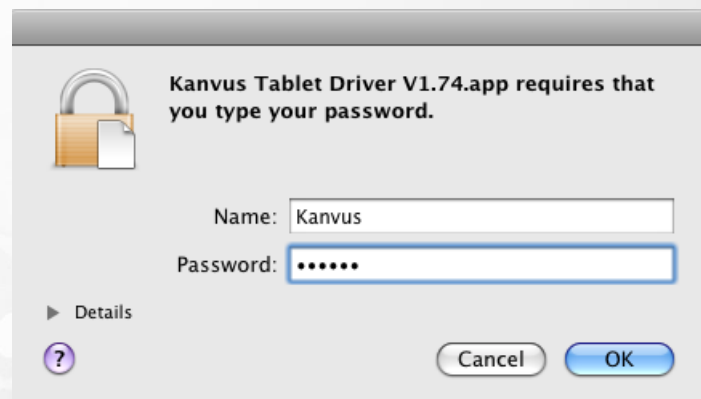 Kanvus Tablet Driver V1.74.app requires that
you type your password.
Name: Kanvus
Password: ••••••
Details
? Cancel OK